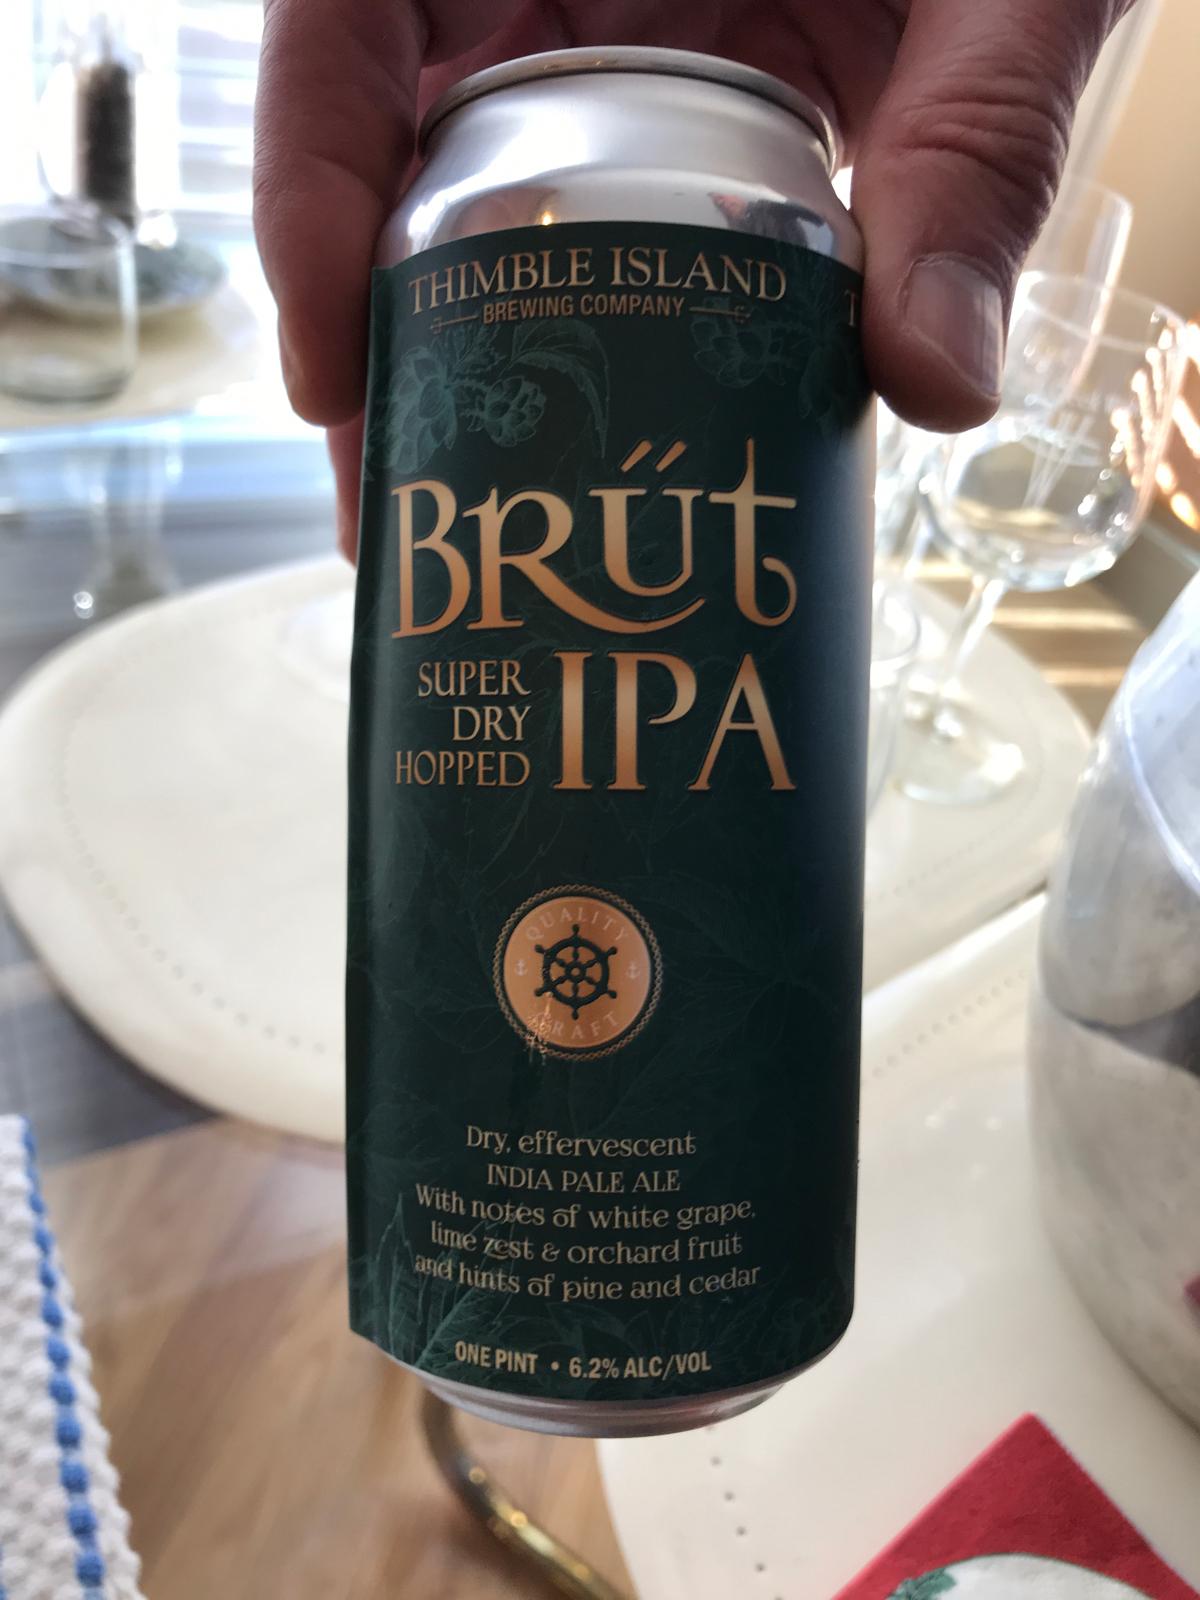 THIMBLE ISLAND
BREWING COMPANY
BRüt
SUPER
DRY
HOPPED
IPA
QUALITY
CRAFT
Dry, effervescent
INDIA PALE ALE
With notes of white grape,
lime zest & orchard fruit
and hints of pine and cedar
ONE PINT • 6.2% ALC/VOL